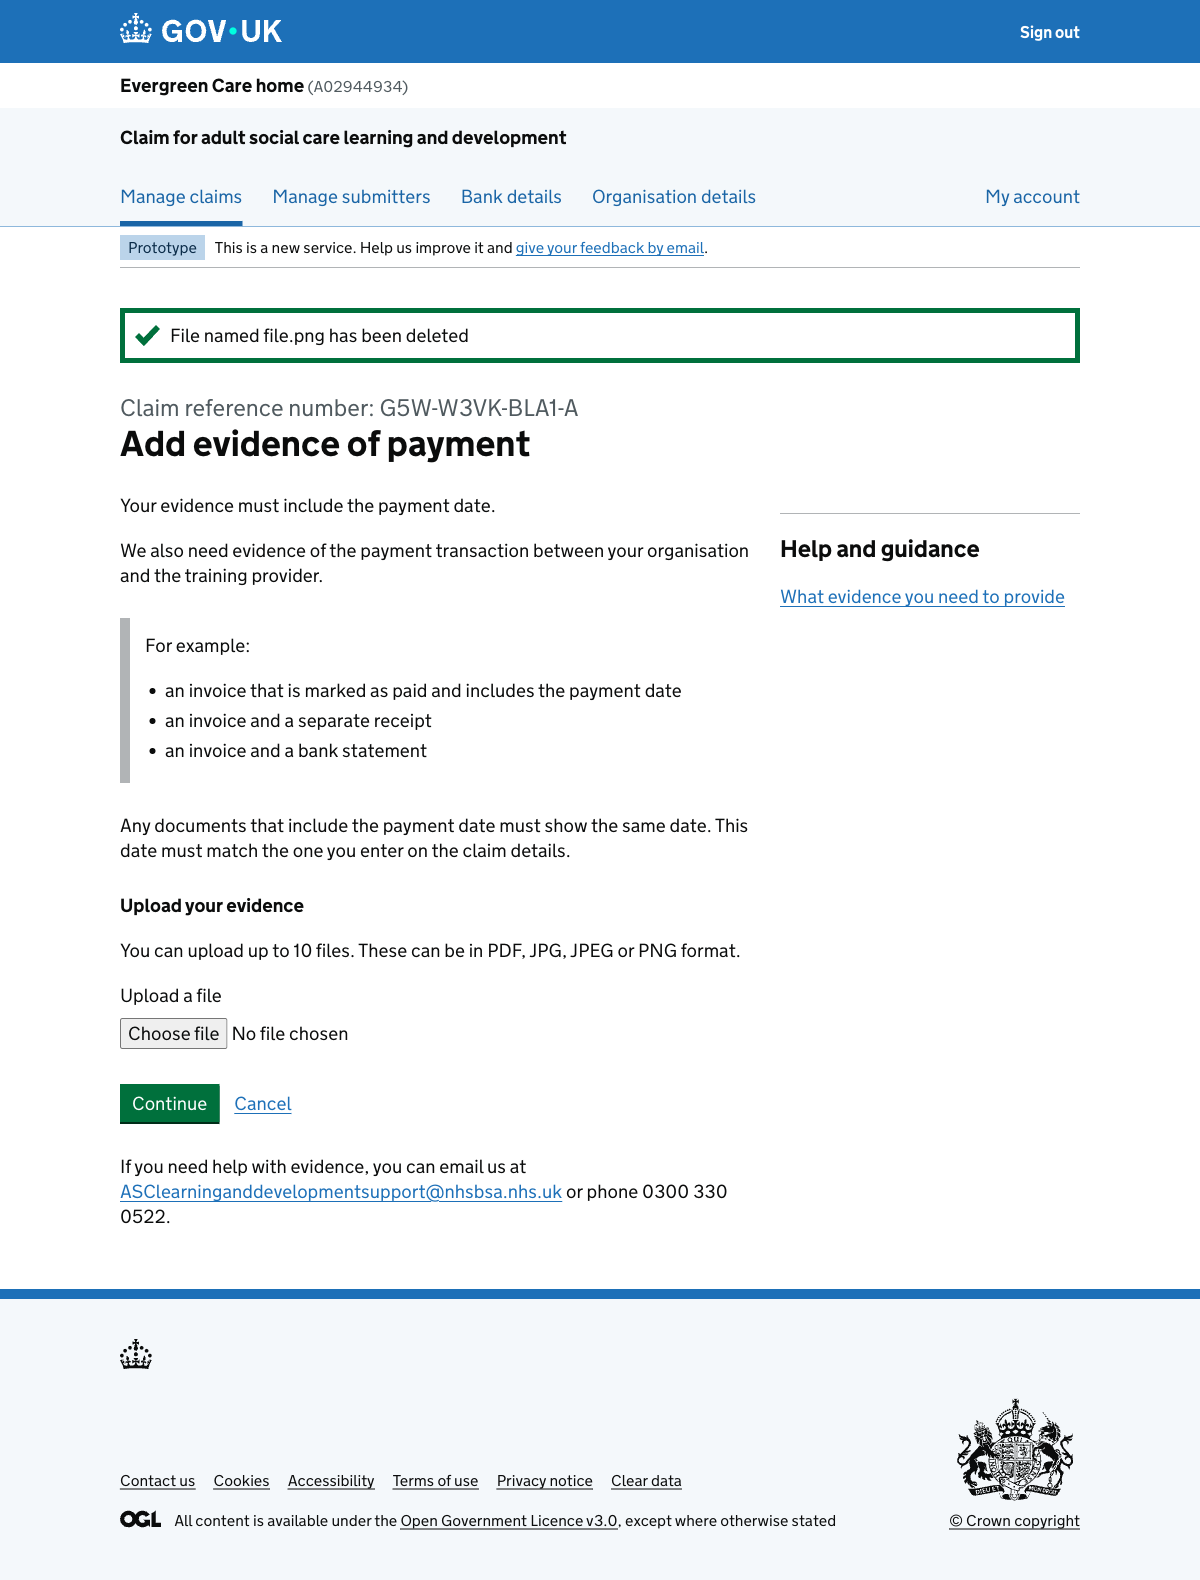 GOV·UK
Sign out
Evergreen Care home (A02944934)
Claim for adult social care learning and development
Manage claims Manage submitters Bank details Organisation details My account
Prototype This is a new service. Help us improve it and give your feedback by email.
File named file.png has been deleted
Claim reference number: G5W-W3VK-BLA1-A
Add evidence of payment
Your evidence must include the payment date.
We also need evidence of the payment transaction between your organisation
and the training provider.
For example:
• an invoice that is marked as paid and includes the payment date
• an invoice and a separate receipt
• an invoice and a bank statement
Any documents that include the payment date must show the same date. This
date must match the one you enter on the claim details.
Upload your evidence
You can upload up to 10 files. These can be in PDF, JPG, JPEG or PNG format.
Upload a file
Choose file No file chosen
Continue Cancel
If you need help with evidence, you can email us at
ASClearninganddevelopmentsupport@nhsbsa.nhs.uk or phone 0300 330
0522.
Help and guidance
What evidence you need to provide
Contact us Cookies Accessibility Terms of use Privacy notice Clear data
OGL All content is available under the Open Government Licence v3.0, except where otherwise stated
© Crown copyright